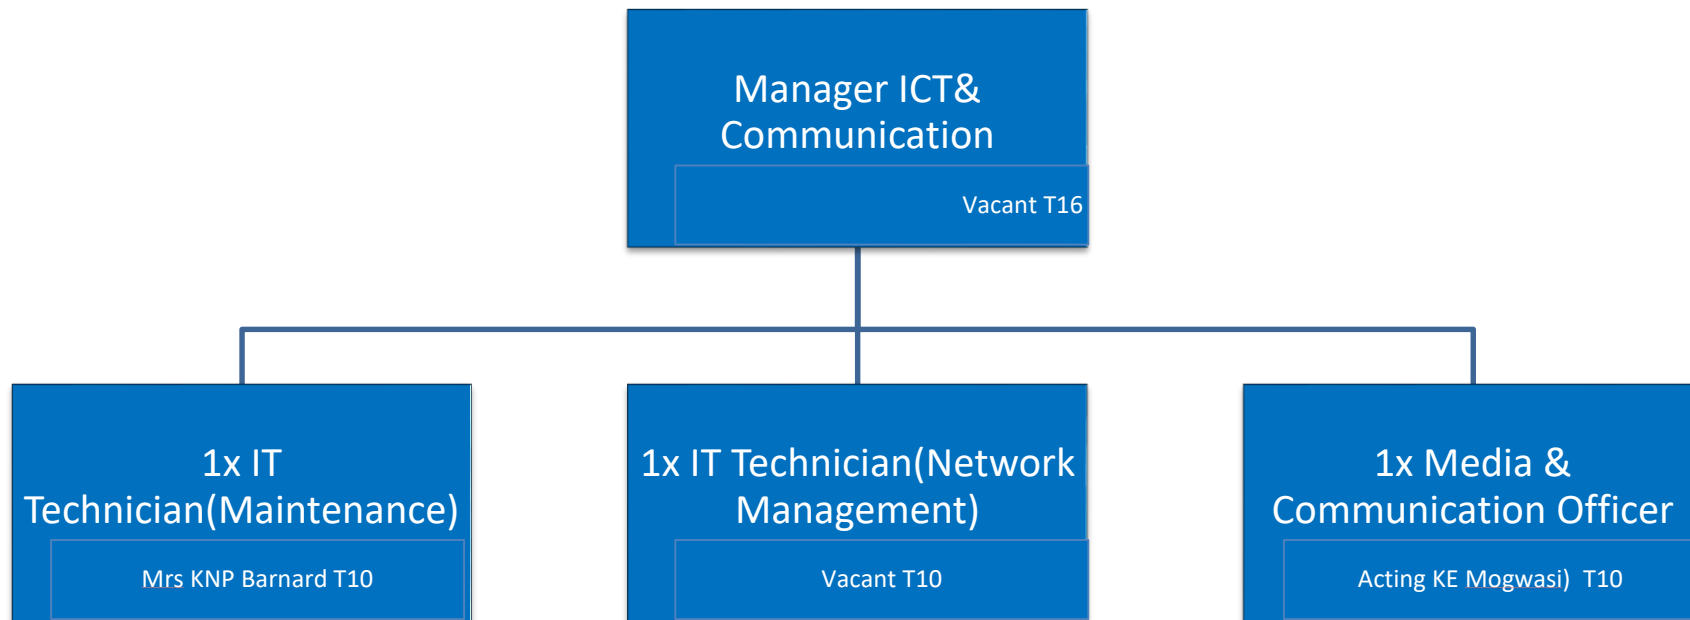 Manager ICT&
Communication
Vacant T16
1x IT
Technician(Maintenance)
Mrs KNP Barnard T10
1x IT Technician(Network
Management)
Vacant T10
1x Media &
Communication Officer
Acting KE Mogwasi)  T10